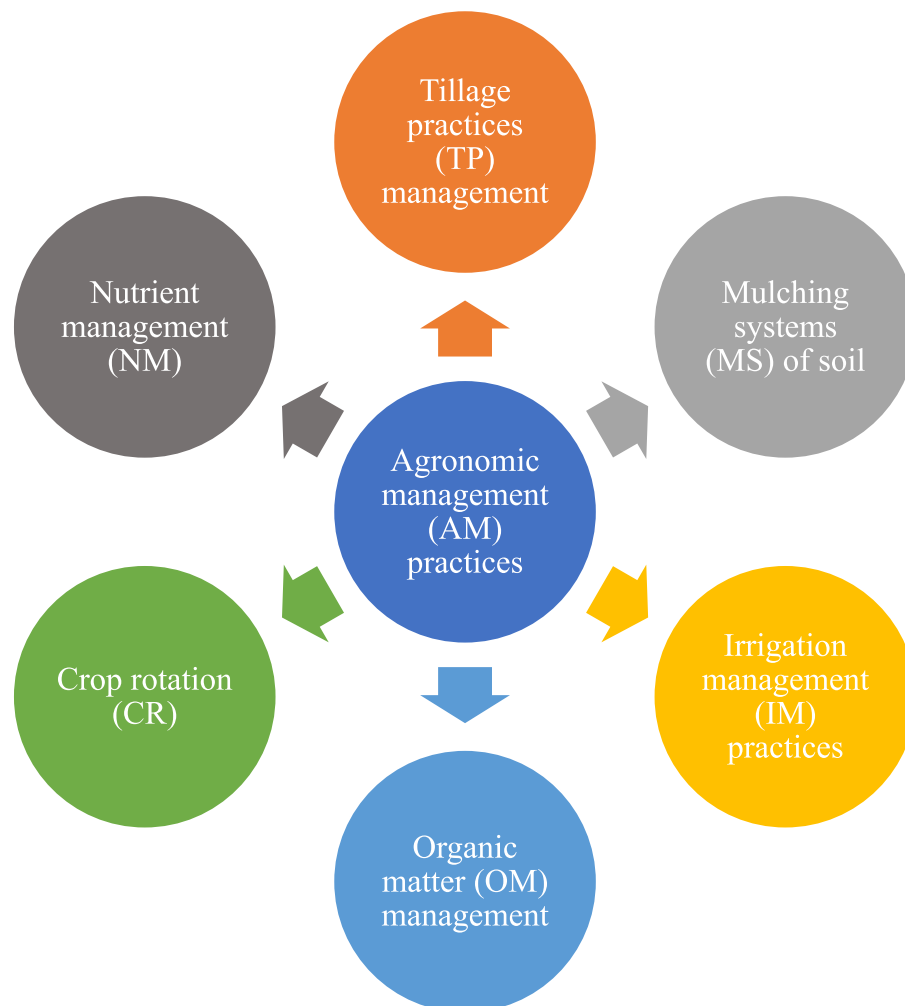 Tillage
practices
(TP)
management
Nutrient
management
(NM)
Mulching
systems
(MS) of soil
Agronomic
management
(AM)
practices
Crop rotation
(CR)
Irrigation
management
(IM)
practices
Organic
matter (OM)
management